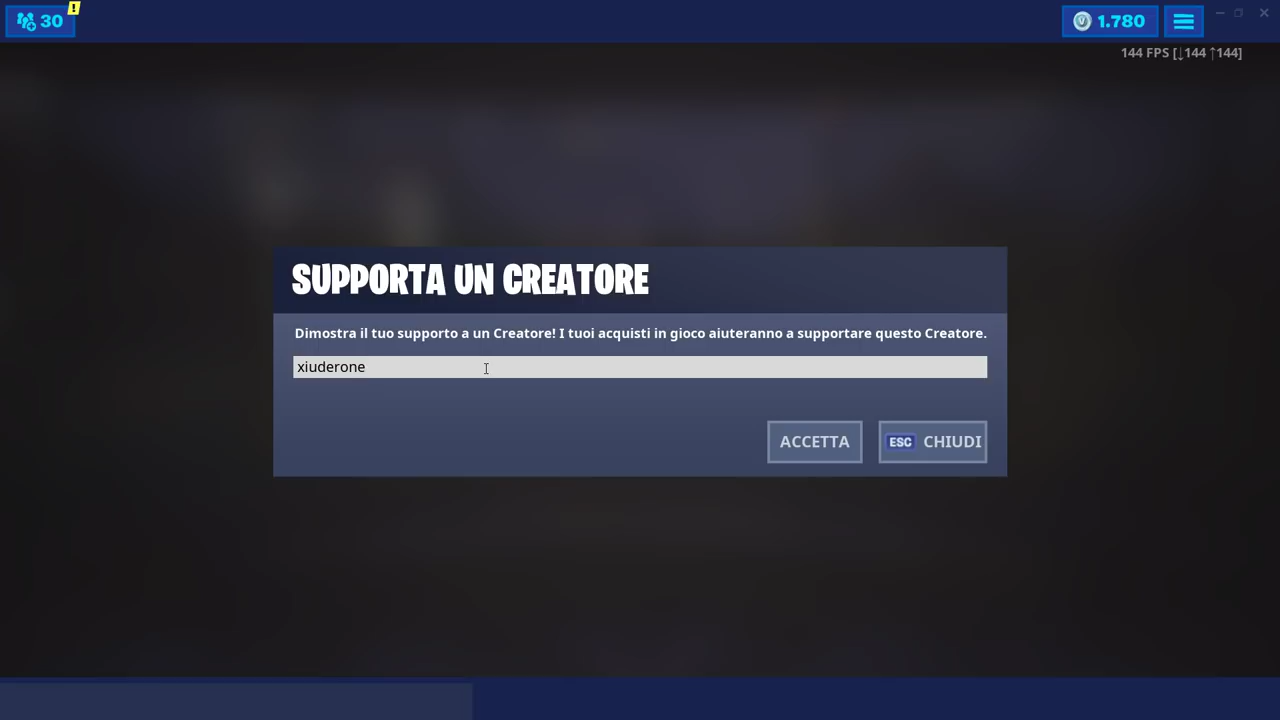 30 !
1.780
144 FPS [↓144 ↑144]
SUPPORTA UN CREATORE
Dimostra il tuo supporto a un Creatore! I tuoi acquisti in gioco aiuteranno a supportare questo Creatore.
xiuderone
ACCETTA ESC CHIUDI